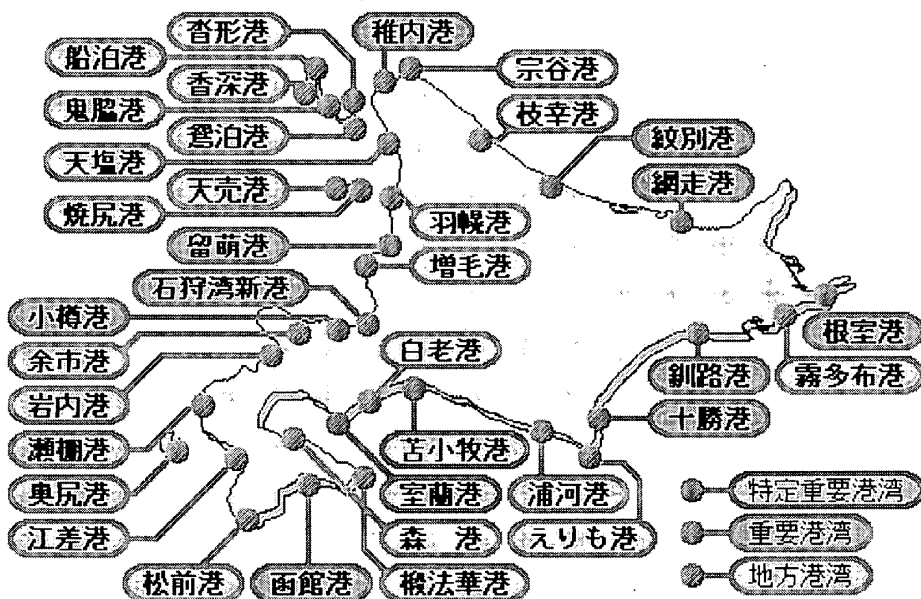 沓形港
稚内港
船泊港
宗谷港
香深港
鬼脇港
枝幸港
鴛泊港
紋別港
天塩港
網走港
天売港
羽幌港
焼尻港
留萌港
増毛港
石狩湾新港
小樽港
根室港
余市港
白老港
釧路港
霧多布港
岩内港
十勝港
瀬棚港
苫小牧港
奥尻港
室蘭港
浦河港
特定重要港湾
江差港
森 港
えりも港
重要港湾
松前港
函館港
椴法華港
地方港湾